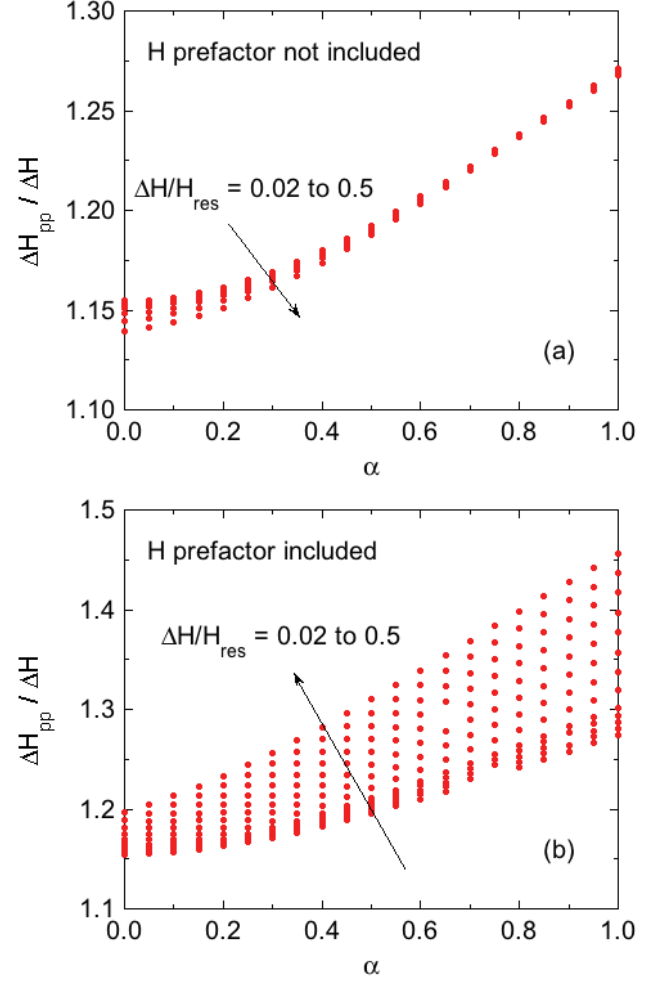 1.30
H prefactor not included
1.25
ΔH/H_res = 0.02 to 0.5
1.20
ΔH_pp / ΔH
1.15
(a)
1.10
0.0 0.2 0.4 0.6 0.8 1.0
α
1.5
H prefactor included
1.4
ΔH/H_res = 0.02 to 0.5
1.3
ΔH_pp / ΔH
1.2
(b)
1.1
0.0 0.2 0.4 0.6 0.8 1.0
α